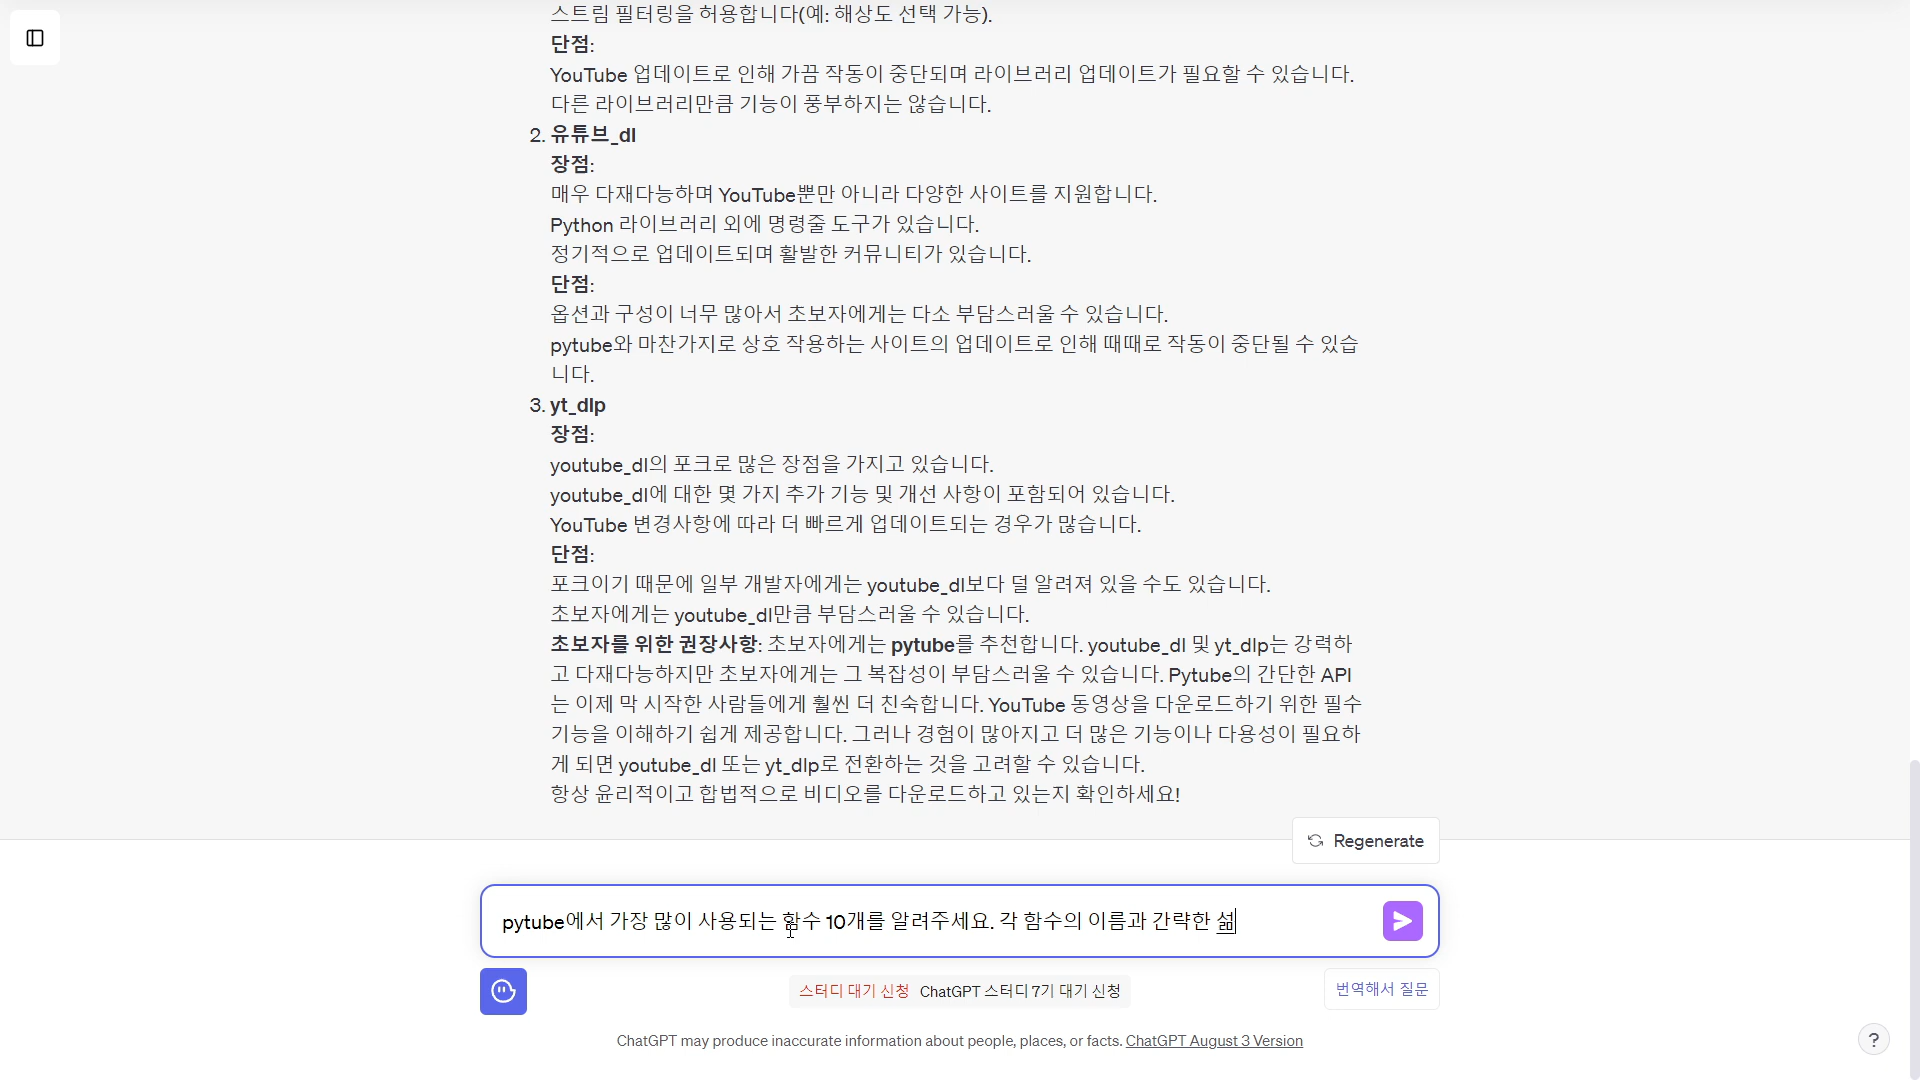 스트림 필터링을 허용합니다(예: 해상도 선택 가능).
단점:
YouTube 업데이트로 인해 가끔 작동이 중단되며 라이브러리 업데이트가 필요할 수 있습니다.
다른 라이브러리만큼 기능이 풍부하지는 않습니다.
2. 유튜브_dl
장점:
매우 다재다능하며 YouTube뿐만 아니라 다양한 사이트를 지원합니다.
Python 라이브러리 외에 명령줄 도구가 있습니다.
정기적으로 업데이트되며 활발한 커뮤니티가 있습니다.
단점:
옵션과 구성이 너무 많아서 초보자에게는 다소 부담스러울 수 있습니다.
pytube와 마찬가지로 상호 작용하는 사이트의 업데이트로 인해 때때로 작동이 중단될 수 있습
니다.
3. yt_dlp
장점:
youtube_dl의 포크로 많은 장점을 가지고 있습니다.
youtube_dl에 대한 몇 가지 추가 기능 및 개선 사항이 포함되어 있습니다.
YouTube 변경사항에 따라 더 빠르게 업데이트되는 경우가 많습니다.
단점:
포크이기 때문에 일부 개발자에게는 youtube_dl보다 덜 알려져 있을 수도 있습니다.
초보자에게는 youtube_dl만큼 부담스러울 수 있습니다.
초보자를 위한 권장사항: 초보자에게는 pytube를 추천합니다. youtube_dl 및 yt_dlp는 강력하
고 다재다능하지만 초보자에게는 그 복잡성이 부담스러울 수 있습니다. Pytube의 간단한 API
는 이제 막 시작한 사람들에게 훨씬 더 친숙합니다. YouTube 동영상을 다운로드하기 위한 필수
기능을 이해하기 쉽게 제공합니다. 그러나 경험이 많아지고 더 많은 기능이나 다용성이 필요하
게 되면 youtube_dl 또는 yt_dlp로 전환하는 것을 고려할 수 있습니다.
항상 윤리적이고 합법적으로 비디오를 다운로드하고 있는지 확인하세요!
Regenerate
pytube에서 가장 많이 사용되는 함수 10개를 알려주세요. 각 함수의 이름과 간략한 섦
스터디 대기 신청 ChatGPT 스터디 7기 대기 신청
번역해서 질문
ChatGPT may produce inaccurate information about people, places, or facts. ChatGPT August 3 Version
?